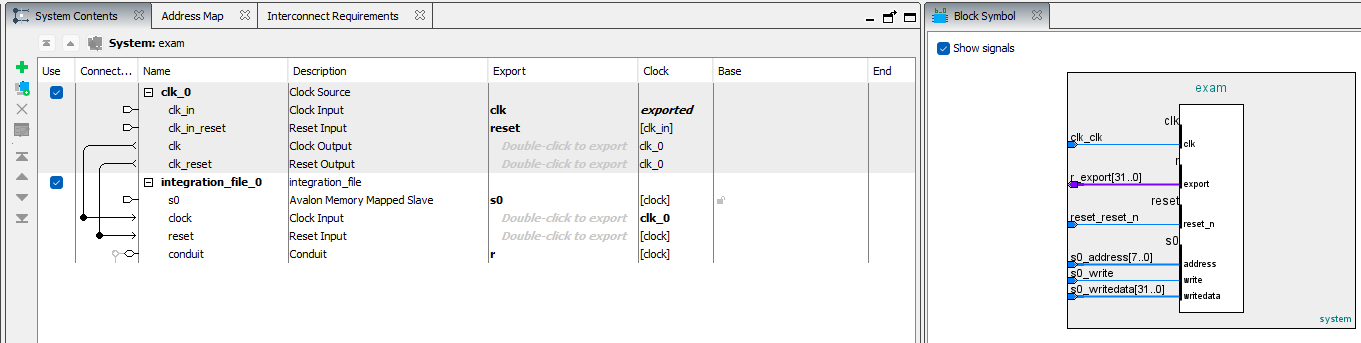 System Contents Address Map Interconnect Requirements
System: exam
Use Connect... Name Description Export Clock Base End
clk_0 Clock Source
clk_in Clock Input clk exported
clk_in_reset Reset Input reset [clk_in]
clk Clock Output Double-click to export clk_0
clk_reset Reset Output Double-click to export clk_0
integration_file_0 integration_file
s0 Avalon Memory Mapped Slave s0 [clock]
clock Clock Input Double-click to export clk_0
reset Reset Input Double-click to export [clock]
conduit Conduit r [clock]
Block Symbol
Show signals
exam
clk
clk_clk
clk
r
r_export[31..0]
export
reset
reset_reset_n
reset_n
s0
s0_address[7..0]
address
s0_write
write
s0_writedata[31..0]
writedata
system